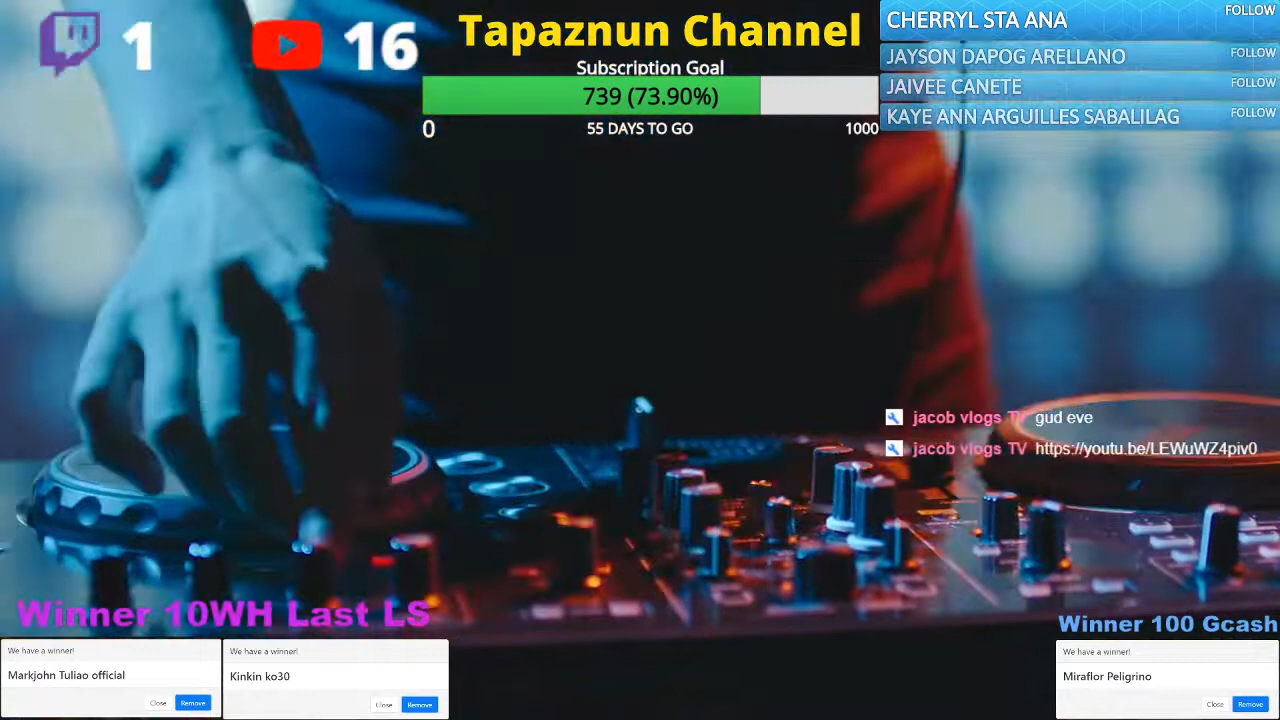 1
16
Tapaznun Channel
Subscription Goal
739 (73.90%)
0
55 DAYS TO GO
1000
CHERRYL STA ANA FOLLOW
JAYSON DAPOG ARELLANO FOLLOW
JAIVEE CANETE FOLLOW
KAYE ANN ARGUILLES SABALILAG FOLLOW
jacob vlogs TV gud eve
jacob vlogs TV https://youtu.be/LEWuWZ4piv0
Winner 10WH Last LS
We have a winner!
Markjohn Tuliao official
Close Remove
We have a winner!
Kinkin ko30
Close Remove
Winner 100 Gcash
We have a winner!
Miraflor Peligrino
Close Remove